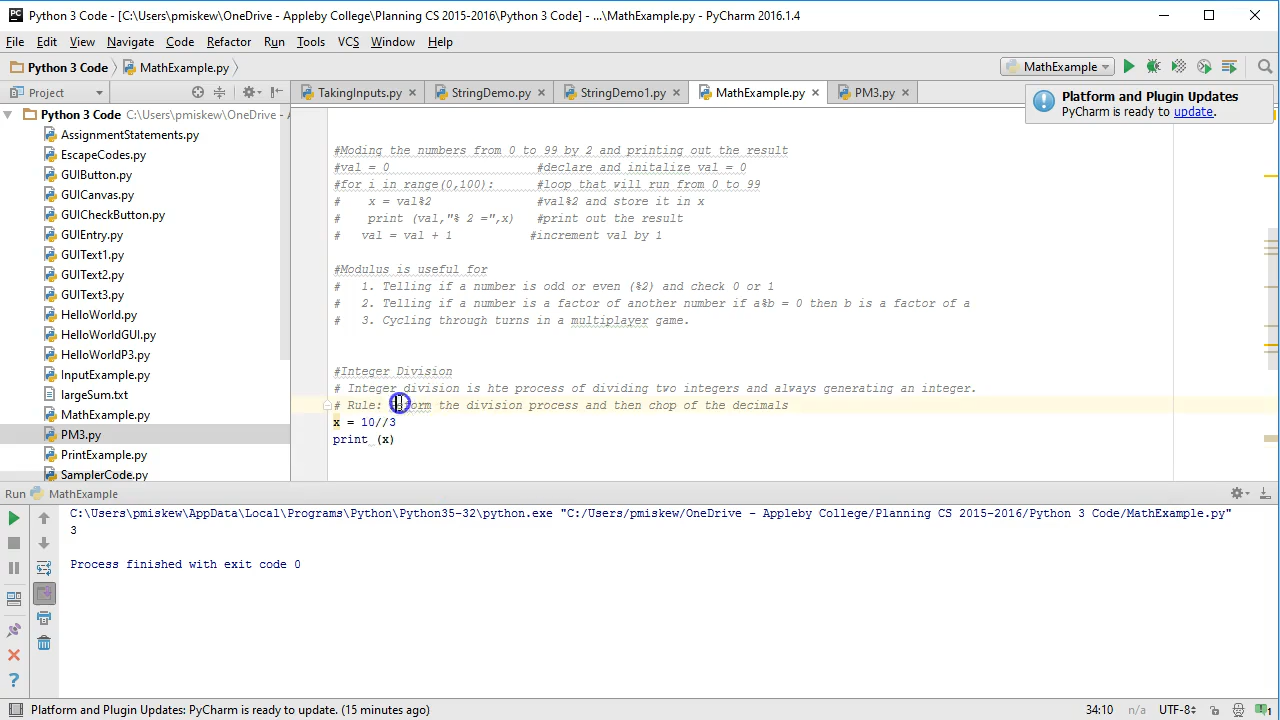 Python 3 Code - [C:\Users\pmiskew\OneDrive - Appleby College\Planning CS 2015-2016\Python 3 Code] - ...\MathExample.py - PyCharm 2016.1.4
File Edit View Navigate Code Refactor Run Tools VCS Window Help
Python 3 Code MathExample.py MathExample
Project TakingInputs.py StringDemo.py StringDemo1.py MathExample.py PM3.py
Platform and Plugin Updates
PyCharm is ready to update.
Python 3 Code C:\Users\pmiskew\OneDrive - A
AssignmentStatements.py
EscapeCodes.py
GUIButton.py
GUICanvas.py
GUICheckButton.py
GUIEntry.py
GUIText1.py
GUIText2.py
GUIText3.py
HelloWorld.py
HelloWorldGUI.py
HelloWorldP3.py
InputExample.py
largeSum.txt
MathExample.py
PM3.py
PrintExample.py
SamplerCode.py
#Moding the numbers from 0 to 99 by 2 and printing out the result
#val = 0 #declare and initalize val = 0
#for i in range(0,100): #loop that will run from 0 to 99
# x = val%2 #val%2 and store it in x
# print (val,"% 2 =",x) #print out the result
# val = val + 1 #increment val by 1
#Modulus is useful for
# 1. Telling if a number is odd or even (%2) and check 0 or 1
# 2. Telling if a number is a factor of another number if a%b = 0 then b is a factor of a
# 3. Cycling through turns in a multiplayer game.
#Integer Division
# Integer division is hte process of dividing two integers and always generating an integer.
# Rule: the division process and then chop of the decimals
x = 10//3
print (x)
Run MathExample
C:\Users\pmiskew\AppData\Local\Programs\Python\Python35-32\python.exe "C:/Users/pmiskew/OneDrive - Appleby College/Planning CS 2015-2016/Python 3 Code/MathExample.py"
3
Process finished with exit code 0
Platform and Plugin Updates: PyCharm is ready to update. (15 minutes ago) 34:10 n/a UTF-8 1